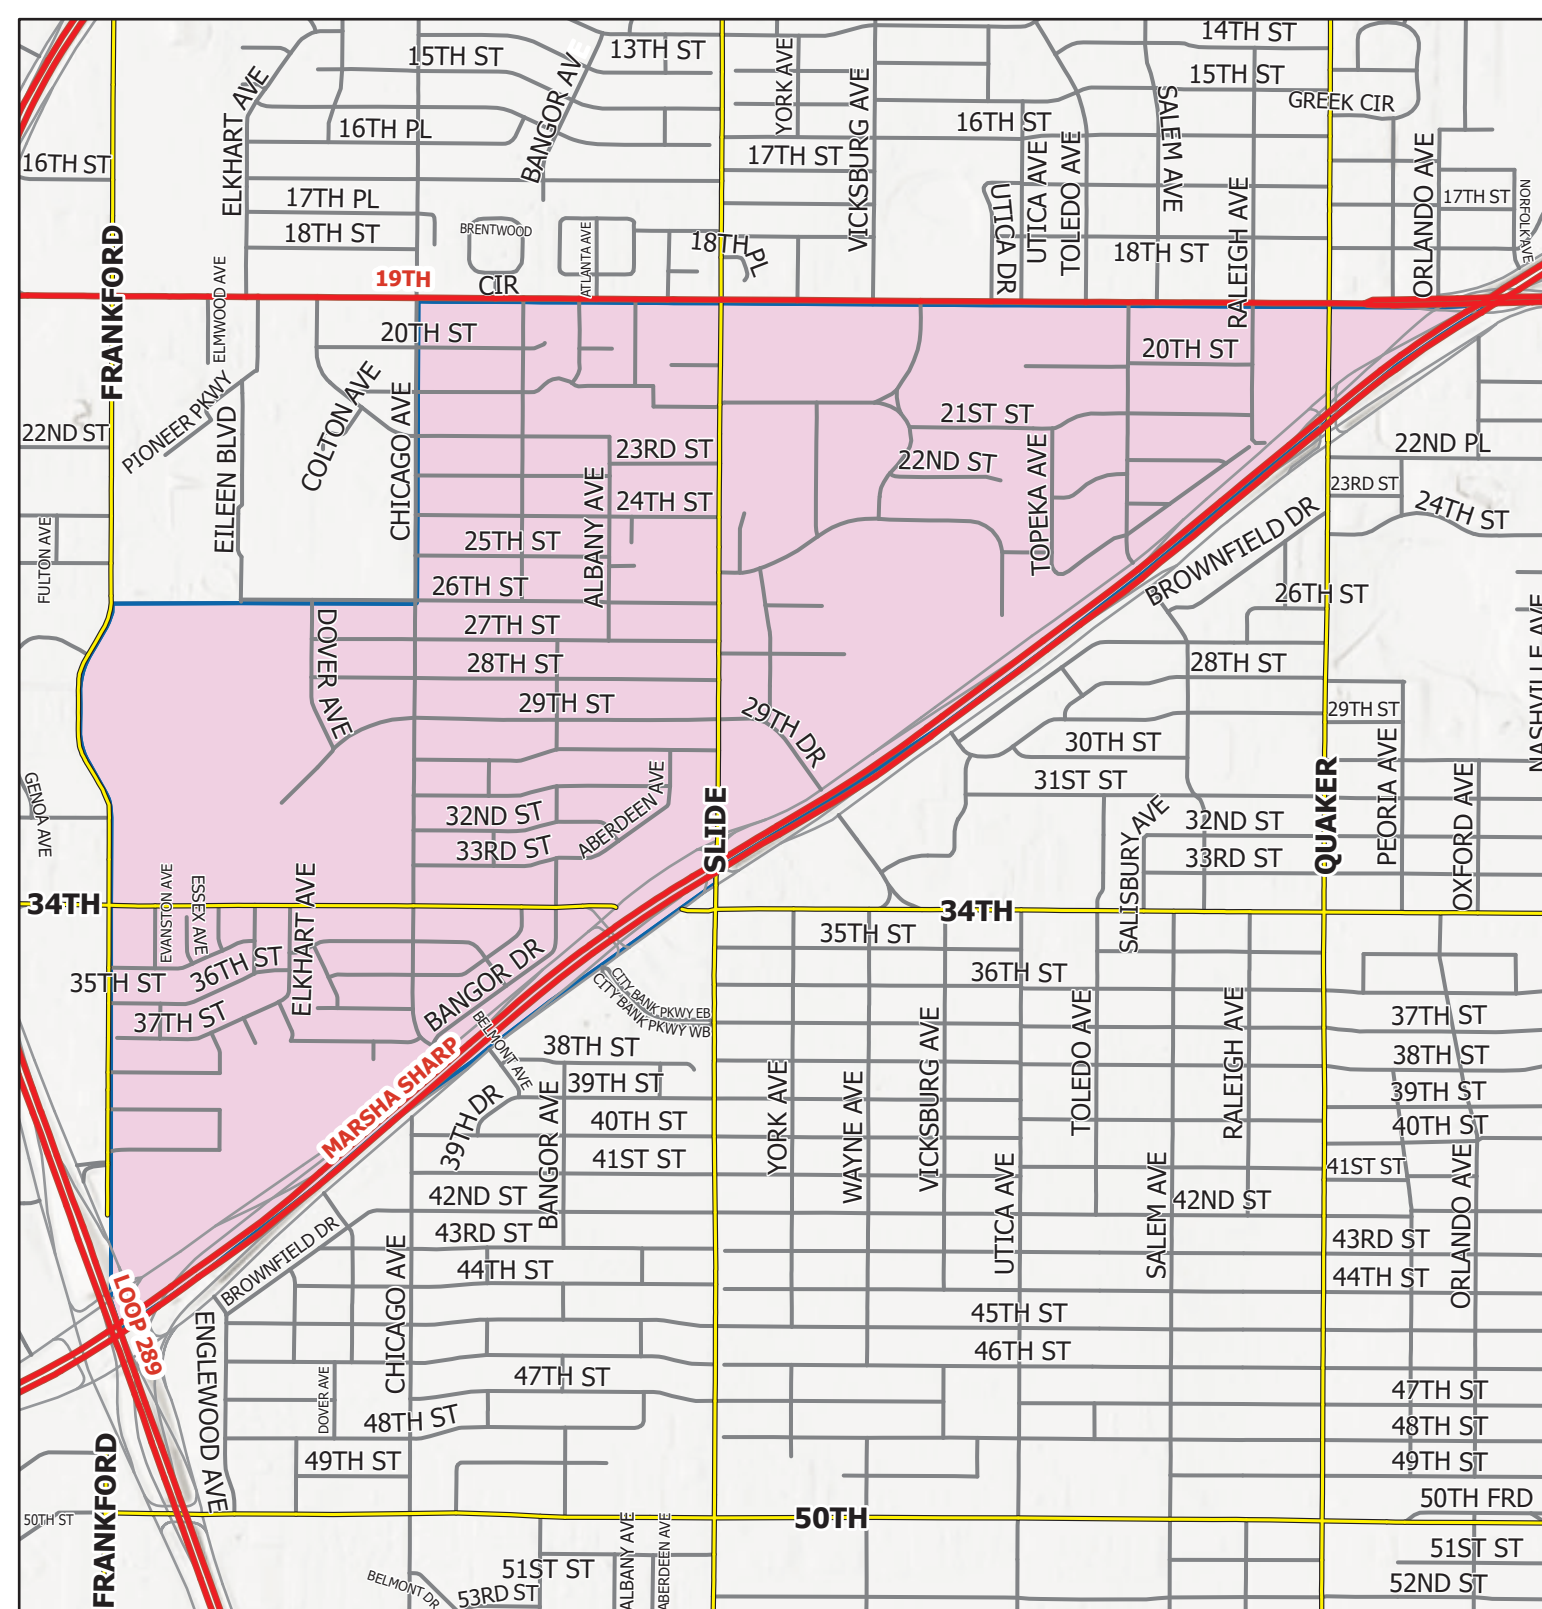 14TH ST
13TH ST
15TH ST
15TH ST
GREEK CIR
ELKHART AVE
BANGOR AVE
YORK AVE
VICKSBURG AVE
SALEM AVE
16TH PL
16TH ST
16TH ST
17TH ST
UTICA AVE
TOLEDO AVE
ORLANDO AVE
17TH ST
NORFOLK AVE
17TH PL
18TH ST
BRENTWOOD
CIR
ATLANTA AVE
18TH PL
UTICA DR
18TH ST
RALEIGH AVE
FRANKFORD
19TH
ELMWOOD AVE
20TH ST
20TH ST
PIONEER PKWY
COLTON AVE
CHICAGO AVE
21ST ST
22ND ST
EILEEN BLVD
23RD ST
22ND ST
TOPEKA AVE
22ND PL
23RD ST
24TH ST
ALBANY AVE
24TH ST
FULTON AVE
25TH ST
BROWNFIELD DR
26TH ST
26TH ST
DOVER AVE
27TH ST
NASHVILLE AVE
28TH ST
28TH ST
29TH ST
29TH DR
29TH ST
30TH ST
GENOA AVE
31ST ST
QUAKER
PEORIA AVE
OXFORD AVE
SLIDE
ABERDEEN AVE
32ND ST
SALISBURY AVE
32ND ST
33RD ST
33RD ST
34TH
EVANSTON AVE
ESSEX AVE
ELKHART AVE
34TH
35TH ST
36TH ST
35TH ST
BANGOR DR
36TH ST
CITY BANK PKWY EB
CITY BANK PKWY WB
37TH ST
BELMONT AVE
37TH ST
TOLEDO AVE
RALEIGH AVE
VICKSBURG AVE
38TH ST
38TH ST
MARSHA SHARP
39TH DR
BANGOR AVE
39TH ST
39TH ST
YORK AVE
WAYNE AVE
40TH ST
40TH ST
41ST ST
41ST ST
UTICA AVE
SALEM AVE
ORLANDO AVE
42ND ST
42ND ST
43RD ST
43RD ST
BROWNFIELD DR
CHICAGO AVE
44TH ST
44TH ST
LOOP 289
ENGLEWOOD AVE
45TH ST
46TH ST
DOVER AVE
47TH ST
47TH ST
48TH ST
48TH ST
49TH ST
49TH ST
FRANKFORD
50TH FRD
50TH ST
50TH
51ST ST
ALBANY AVE
ABERDEEN AVE
51ST ST
BELMONT DR
53RD ST
52ND ST